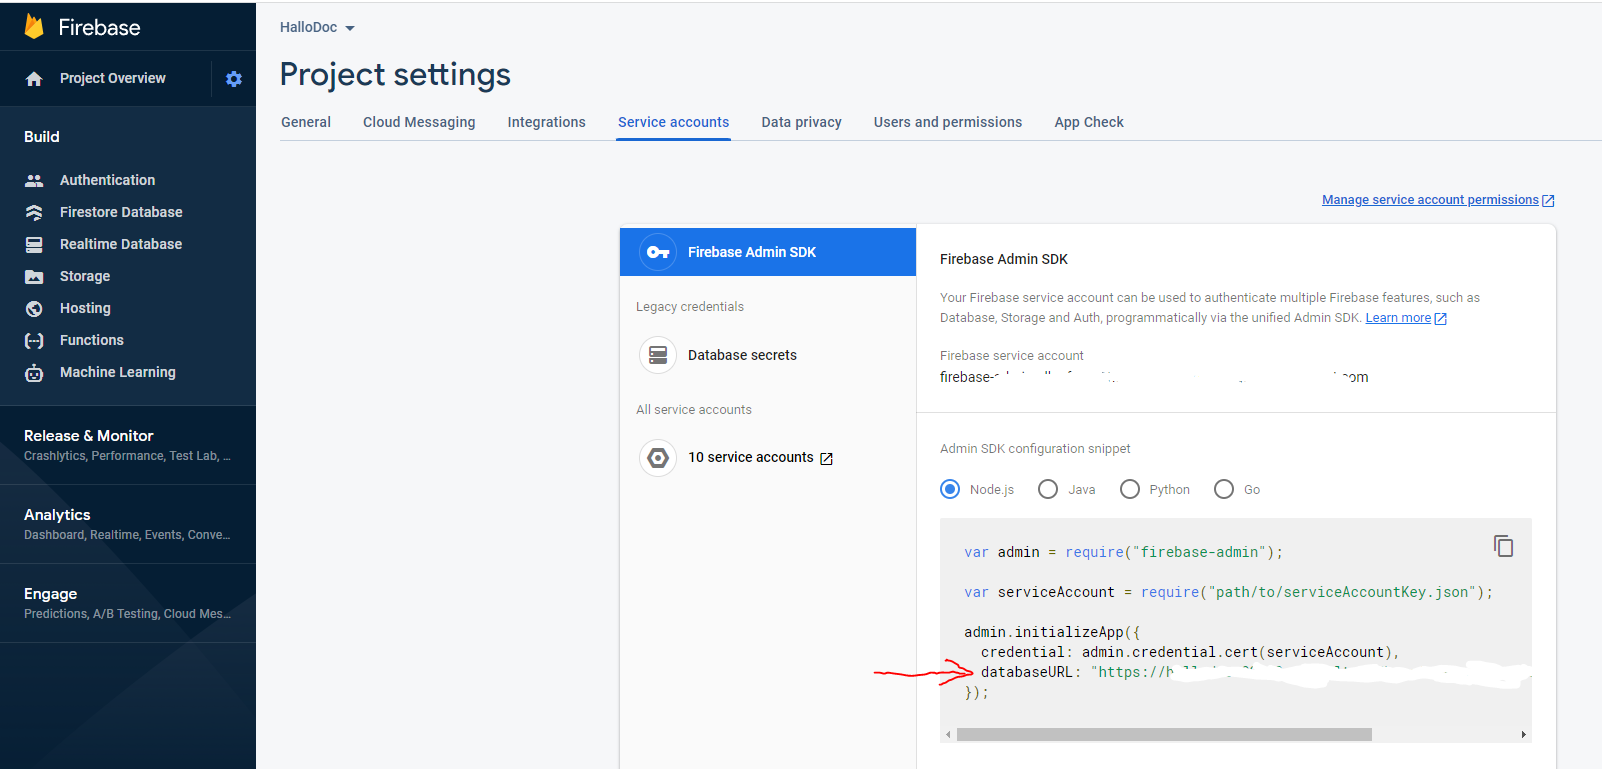 Firebase
HalloDoc
Project Overview
Project settings
General Cloud Messaging Integrations Service accounts Data privacy Users and permissions App Check
Build
Authentication
Firestore Database
Realtime Database
Storage
Hosting
Functions
Machine Learning
Release & Monitor
Crashlytics, Performance, Test Lab, ...
Analytics
Dashboard, Realtime, Events, Conve...
Engage
Predictions, A/B Testing, Cloud Mes...
Manage service account permissions
Firebase Admin SDK
Legacy credentials
Database secrets
All service accounts
10 service accounts
Firebase Admin SDK
Your Firebase service account can be used to authenticate multiple Firebase features, such as
Database, Storage and Auth, programmatically via the unified Admin SDK. Learn more
Firebase service account
firebase- com
Admin SDK configuration snippet
Node.js Java Python Go
var admin = require("firebase-admin");
var serviceAccount = require("path/to/serviceAccountKey.json");
admin.initializeApp({
credential: admin.credential.cert(serviceAccount),
databaseURL: "https://
});